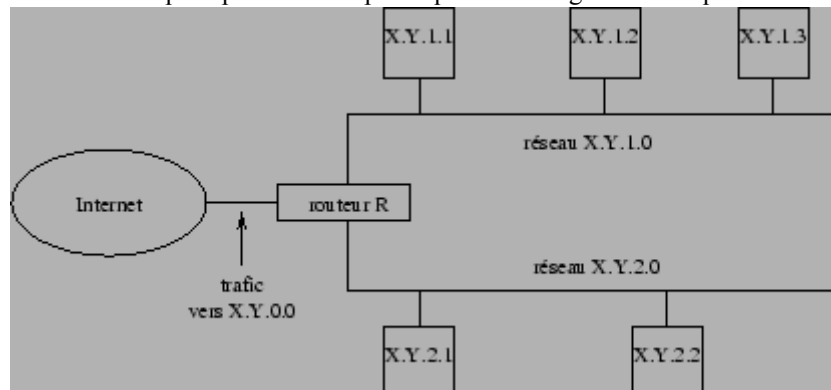 X.Y.1.1
X.Y.1.2
X.Y.1.3
réseau X.Y.1.0
Internet
routeur R
réseau X.Y.2.0
trafic
vers X.Y.0.0
X.Y.2.1
X.Y.2.2